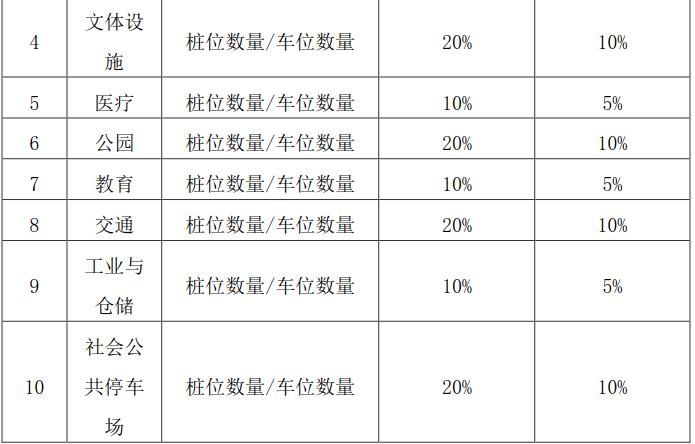 4 文体设施 桩位数量/车位数量 20% 10%
5 医疗 桩位数量/车位数量 10% 5%
6 公园 桩位数量/车位数量 20% 10%
7 教育 桩位数量/车位数量 10% 5%
8 交通 桩位数量/车位数量 20% 10%
9 工业与仓储 桩位数量/车位数量 10% 5%
10 社会公共停车场 桩位数量/车位数量 20% 10%